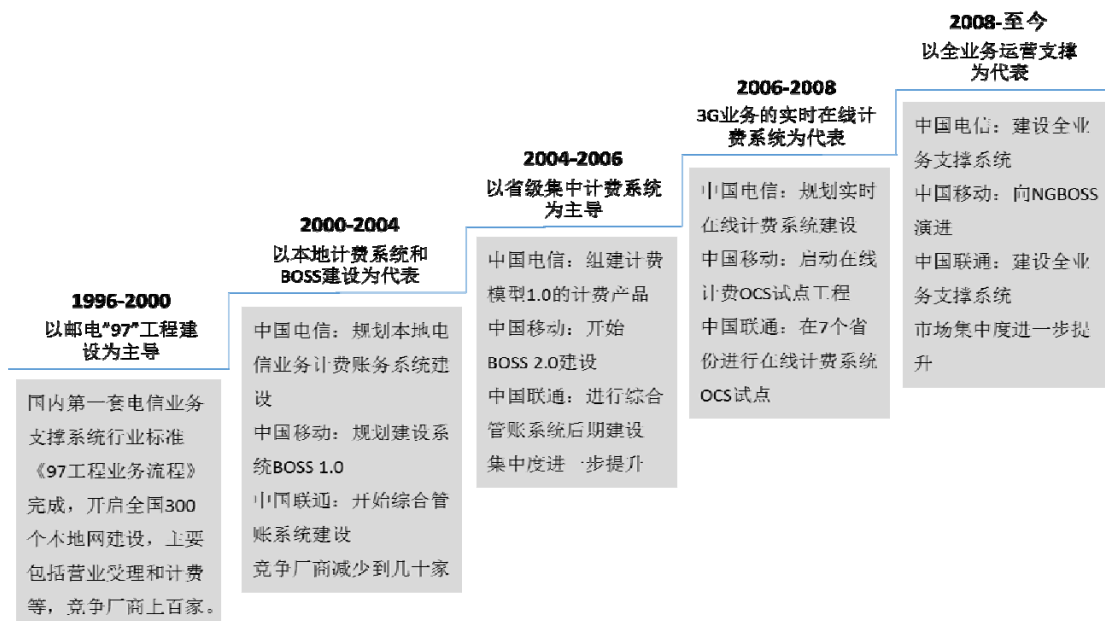 1996-2000
以邮电“97”工程建
设为主导
国内第一套电信业务
支撑系统行业标准
《97工程业务流程》
完成，开启全国300
个本地网建设，主要
包括营业受理和计费
等，竞争厂商上百家。
2000-2004
以本地计费系统和
BOSS建设为代表
中国电信：规划本地电
信业务计费账务系统建
设
中国移动：规划建设系
统BOSS 1.0
中国联通：开始综合管
账系统建设
竞争厂商减少到几十家
2004-2006
以省级集中计费系统
为主导
中国电信：组建计费
模型1.0的计费产品
中国移动：开始
BOSS 2.0建设
中国联通：进行综合
管账系统后期建设
集中度进一步提升
2006-2008
3G业务的实时在线计
费系统为代表
中国电信：规划实时
在线计费系统建设
中国移动：启动在线
计费OCS试点工程
中国联通：在7个省
份进行在线计费系统
OCS试点
2008-至今
以全业务运营支撑
为代表
中国电信：建设全业
务支撑系统
中国移动：向NGBOSS
演进
中国联通：建设全业
务支撑系统
市场集中度进一步提
升